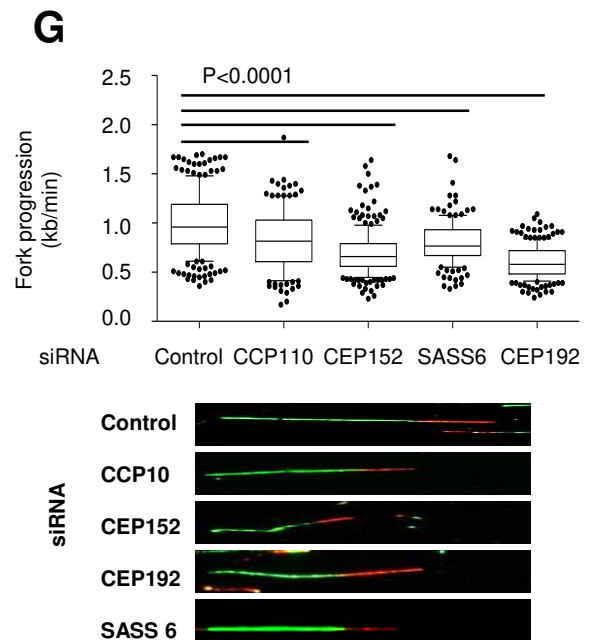 G
P<0.0001
Fork progression
(kb/min)
2.5
2.0
1.5
1.0
0.5
0.0
siRNA Control CCP110 CEP152 SASS6 CEP192
siRNA
Control
CCP10
CEP152
CEP192
SASS 6